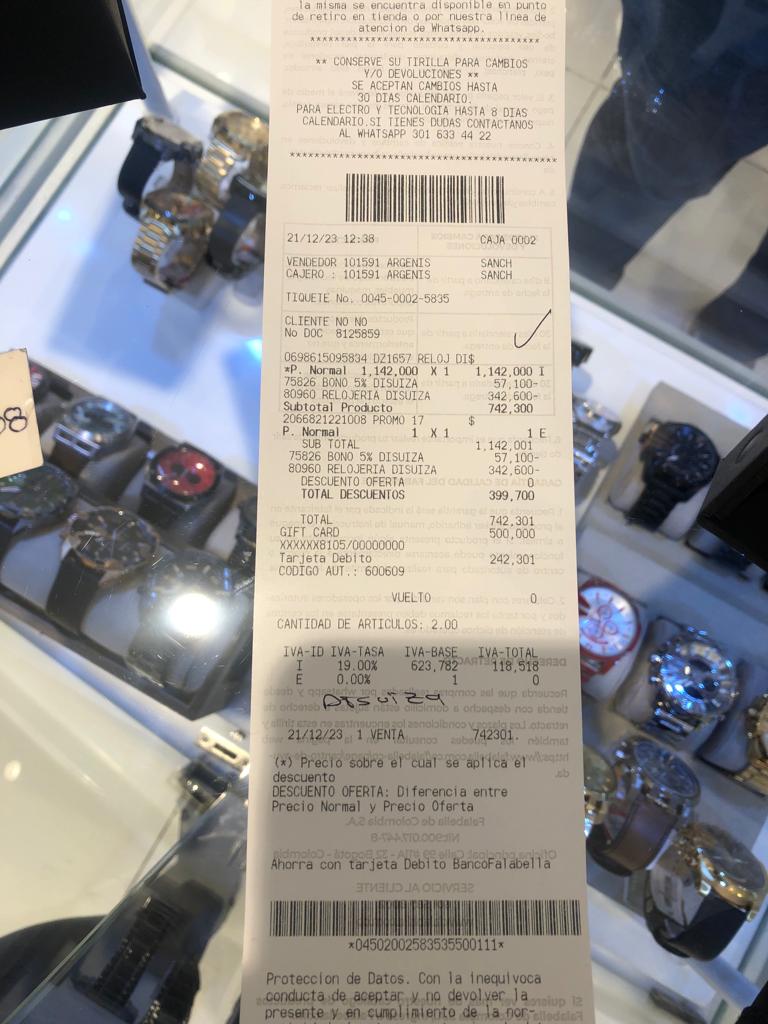 la misma se encuentra disponible en punto
de retiro en tienda o por nuestra linea de
atencion de Whatsapp.
****************************************
** CONSERVE SU TIRILLA PARA CAMBIOS
Y/O DEVOLUCIONES **
SE ACEPTAN CAMBIOS HASTA
30 DIAS CALENDARIO.
PARA ELECTRO Y TECNOLOGIA HASTA 8 DIAS
CALENDARIO.SI TIENES DUDAS CONTACTANOS
AL WHATSAPP 301 633 44 22
****************************************
21/12/23 12:38 CAJA 0002
VENDEDOR 101591 ARGENIS SANCH
CAJERO : 101591 ARGENIS SANCH
TIQUETE No. 0045-0002-5835
CLIENTE NO NO
No DOC 8125859
0698615095834 DZ1657 RELOJ DI$
*P. Normal 1,142,000 X 1 1,142,000 I
75826 BONO 5% DISUIZA 57,100-
80960 RELOJERIA DISUIZA 342,600-
Subtotal Producto 742,300
2066821221008 PROMO 17 $
P. Normal 1 X 1 1 E
SUB TOTAL 1,142,001
75826 BONO 5% DISUIZA 57,100-
80960 RELOJERIA DISUIZA 342,600-
DESCUENTO OFERTA 0
TOTAL DESCUENTOS 399,700
TOTAL 742,301
GIFT CARD 500,000
XXXXXX8105/00000000
Tarjeta Debito 242,301
CODIGO AUT.: 600609
VUELTO 0
CANTIDAD DE ARTICULOS: 2.00
IVA-ID IVA-TASA IVA-BASE IVA-TOTAL
I 19.00% 623,782 118,518
E 0.00% 1 0
DISUIZA
21/12/23 1 VENTA 742301.
(*) Precio sobre el cual se aplica el
descuento
DESCUENTO OFERTA: Diferencia entre
Precio Normal y Precio Oferta
Ahorra con tarjeta Debito BancoFalabella
*04502002583535500111*
Proteccion de Datos. Con la inequivoca
conducta de aceptar y no devolver la
presente y en cumplimiento de la nor-